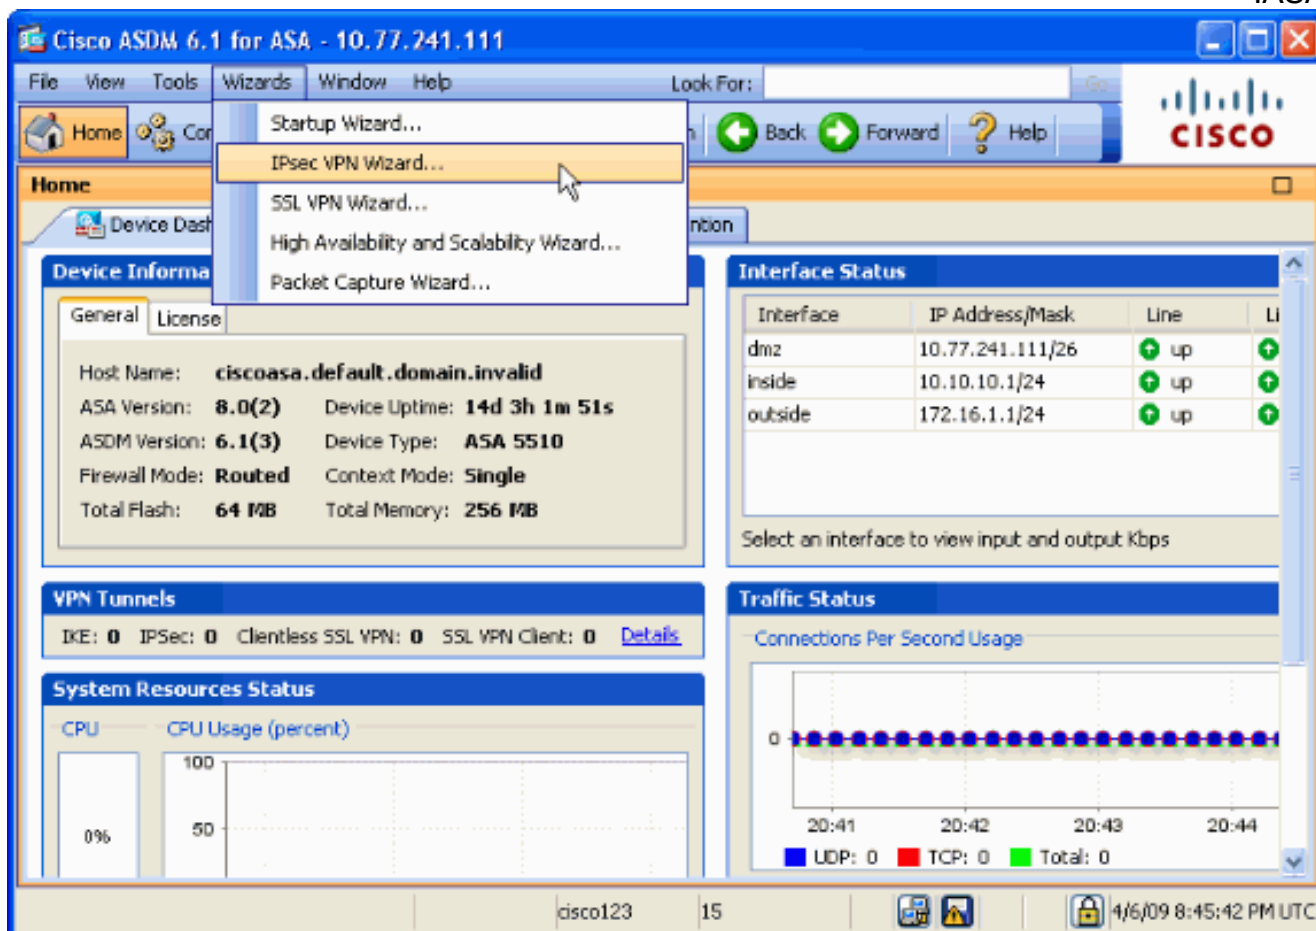 Cisco ASDM 6.1 for ASA - 10.77.241.111
File View Tools Wizards Window Help Look For: Go
Home Back Forward Help
CISCO
Startup Wizard...
IPsec VPN Wizard...
SSL VPN Wizard...
High Availability and Scalability Wizard...
Packet Capture Wizard...
Home
Device Dash
Device Informa
General License
Host Name: ciscoasa.default.domain.invalid
ASA Version: 8.0(2) Device Uptime: 14d 3h 1m 51s
ASDM Version: 6.1(3) Device Type: ASA 5510
Firewall Mode: Routed Context Mode: Single
Total Flash: 64 MB Total Memory: 256 MB
Interface Status
Interface IP Address/Mask Line Li
dmz 10.77.241.111/26 up
inside 10.10.10.1/24 up
outside 172.16.1.1/24 up
Select an interface to view input and output Kbps
VPN Tunnels
IKE: 0 IPSec: 0 Clientless SSL VPN: 0 SSL VPN Client: 0 Details
Traffic Status
Connections Per Second Usage
0
20:41 20:42 20:43 20:44
UDP: 0 TCP: 0 Total: 0
System Resources Status
CPU CPU Usage (percent)
100
50
0%
cisco123 15 4/6/09 8:45:42 PM UTC